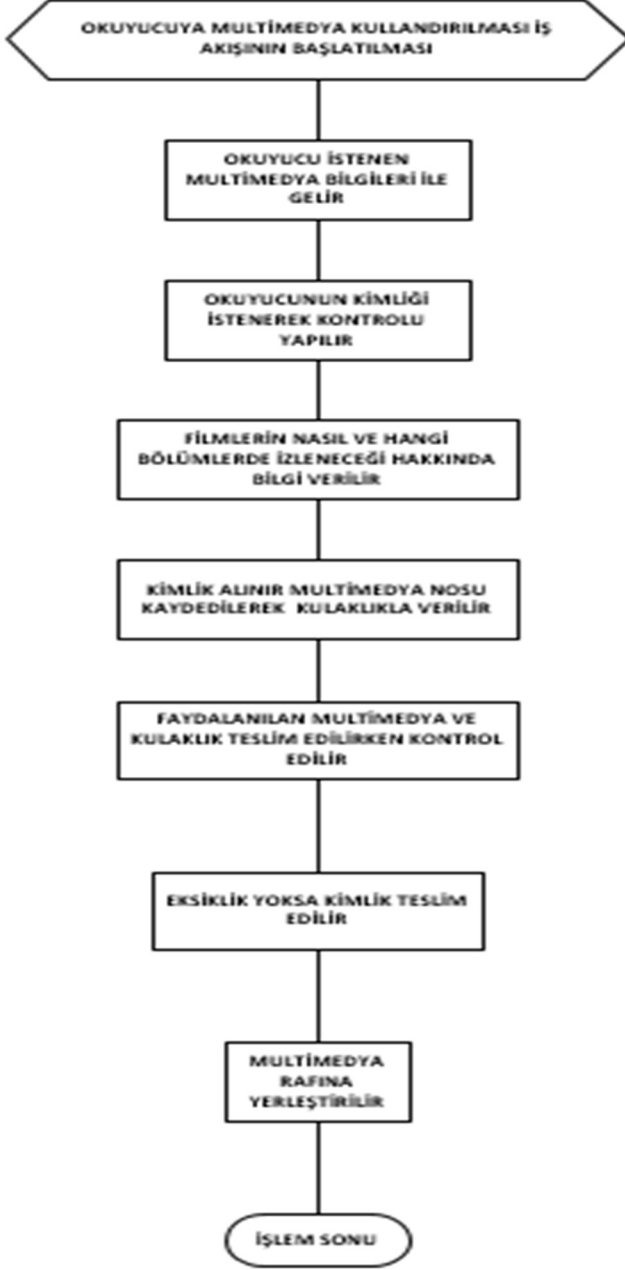 OKUYUCUYA MULTİMEDYA KULLANDIRILMASI İŞ
AKIŞININ BAŞLATILMASI
OKUYUCU İSTENEN
MULTİMEDYA BİLGİLERİ İLE
GELİR
OKUYUCUNUN KİMLİĞİ
İSTENEREK KONTROLU
YAPILIR
FİLMLERİN NASIL VE HANGİ
BÖLÜMLERDE İZLENECEĞİ HAKKINDA
BİLGİ VERİLİR
KİMLİK ALINIR MULTİMEDYA NOSU
KAYDEDİLEREK KULAKLIKLA VERİLİR
FAYDALANILAN MULTİMEDYA VE
KULAKLIK TESLİM EDİLİRKEN KONTROL
EDİLİR
EKSİKLİK YOKSA KİMLİK TESLİM
EDİLİR
MULTİMEDYA
RAFINA
YERLEŞTİRİLİR
İŞLEM SONU